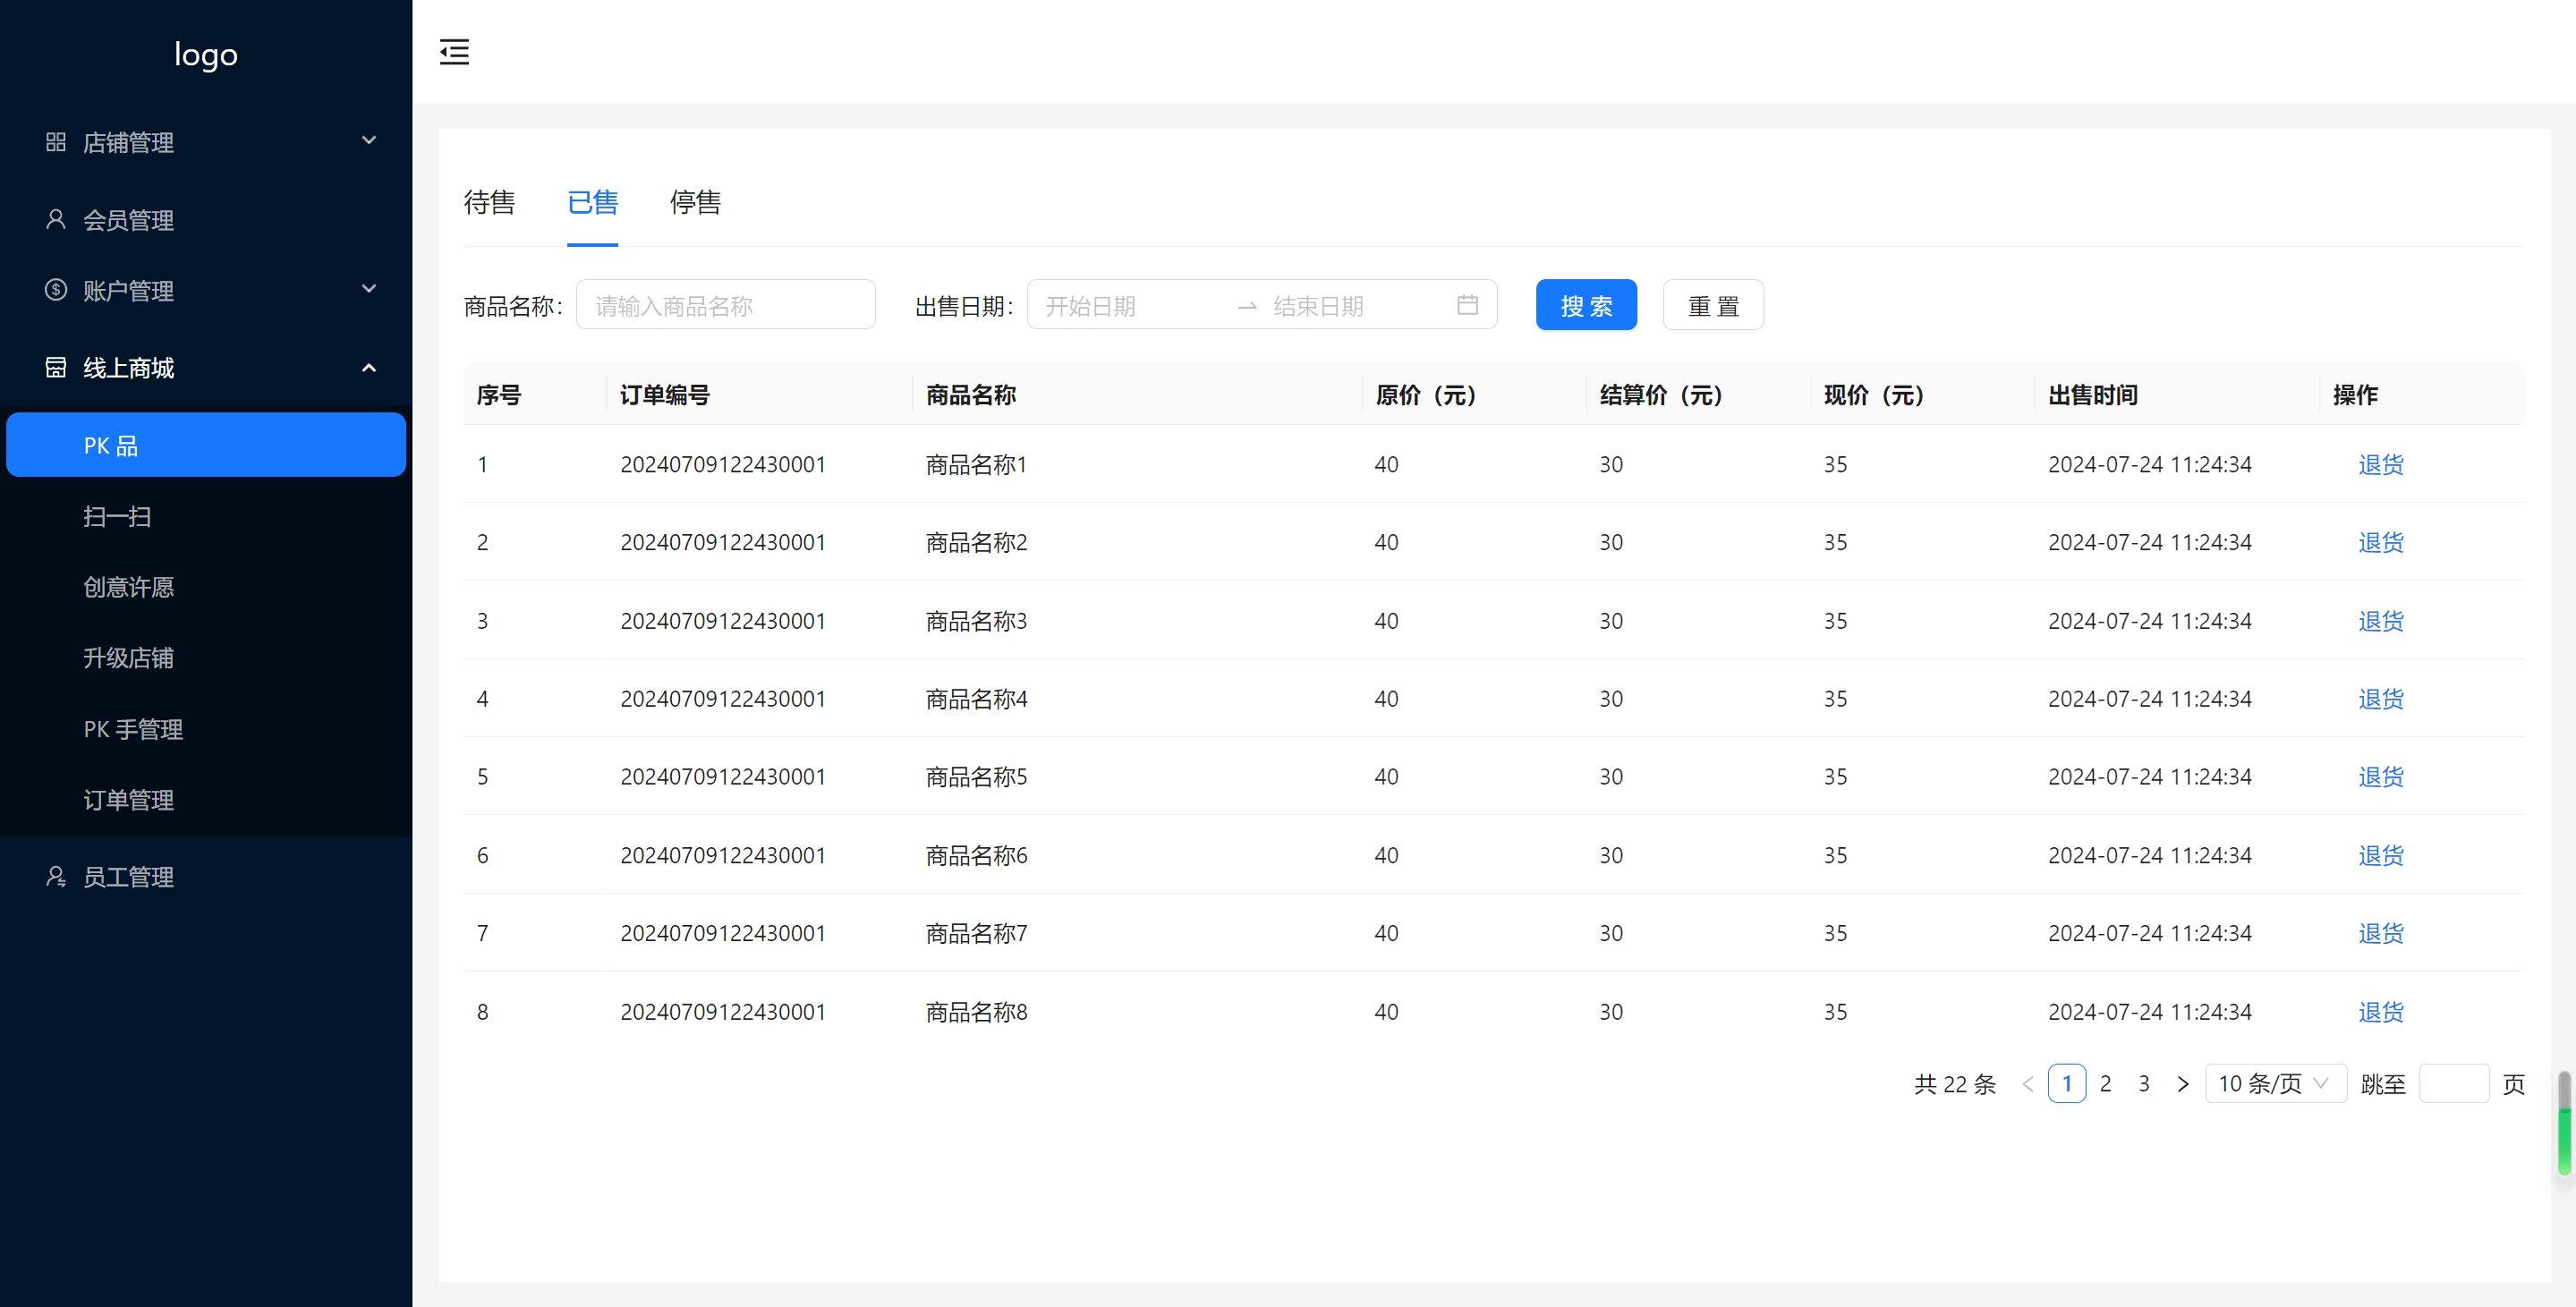 logo
店铺管理
会员管理
账户管理
线上商城
PK 品
扫一扫
创意许愿
升级店铺
PK 手管理
订单管理
员工管理
待售 已售 停售
商品名称: 请输入商品名称 出售日期: 开始日期 → 结束日期 搜 索 重 置
序号 订单编号 商品名称 原价（元） 结算价（元） 现价（元） 出售时间 操作
1 20240709122430001 商品名称1 40 30 35 2024-07-24 11:24:34 退货
2 20240709122430001 商品名称2 40 30 35 2024-07-24 11:24:34 退货
3 20240709122430001 商品名称3 40 30 35 2024-07-24 11:24:34 退货
4 20240709122430001 商品名称4 40 30 35 2024-07-24 11:24:34 退货
5 20240709122430001 商品名称5 40 30 35 2024-07-24 11:24:34 退货
6 20240709122430001 商品名称6 40 30 35 2024-07-24 11:24:34 退货
7 20240709122430001 商品名称7 40 30 35 2024-07-24 11:24:34 退货
8 20240709122430001 商品名称8 40 30 35 2024-07-24 11:24:34 退货
共 22 条 < 1 2 3 > 10 条/页 跳至 页